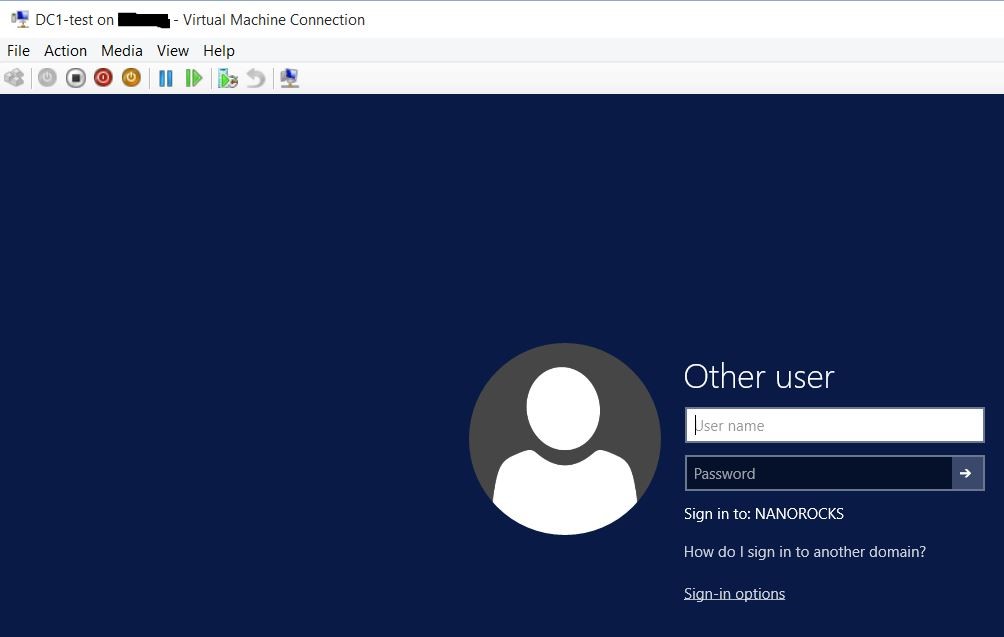 DC1-test on - Virtual Machine Connection
File Action Media View Help
Other user
User name
Password
Sign in to: NANOROCKS
How do I sign in to another domain?
Sign-in options